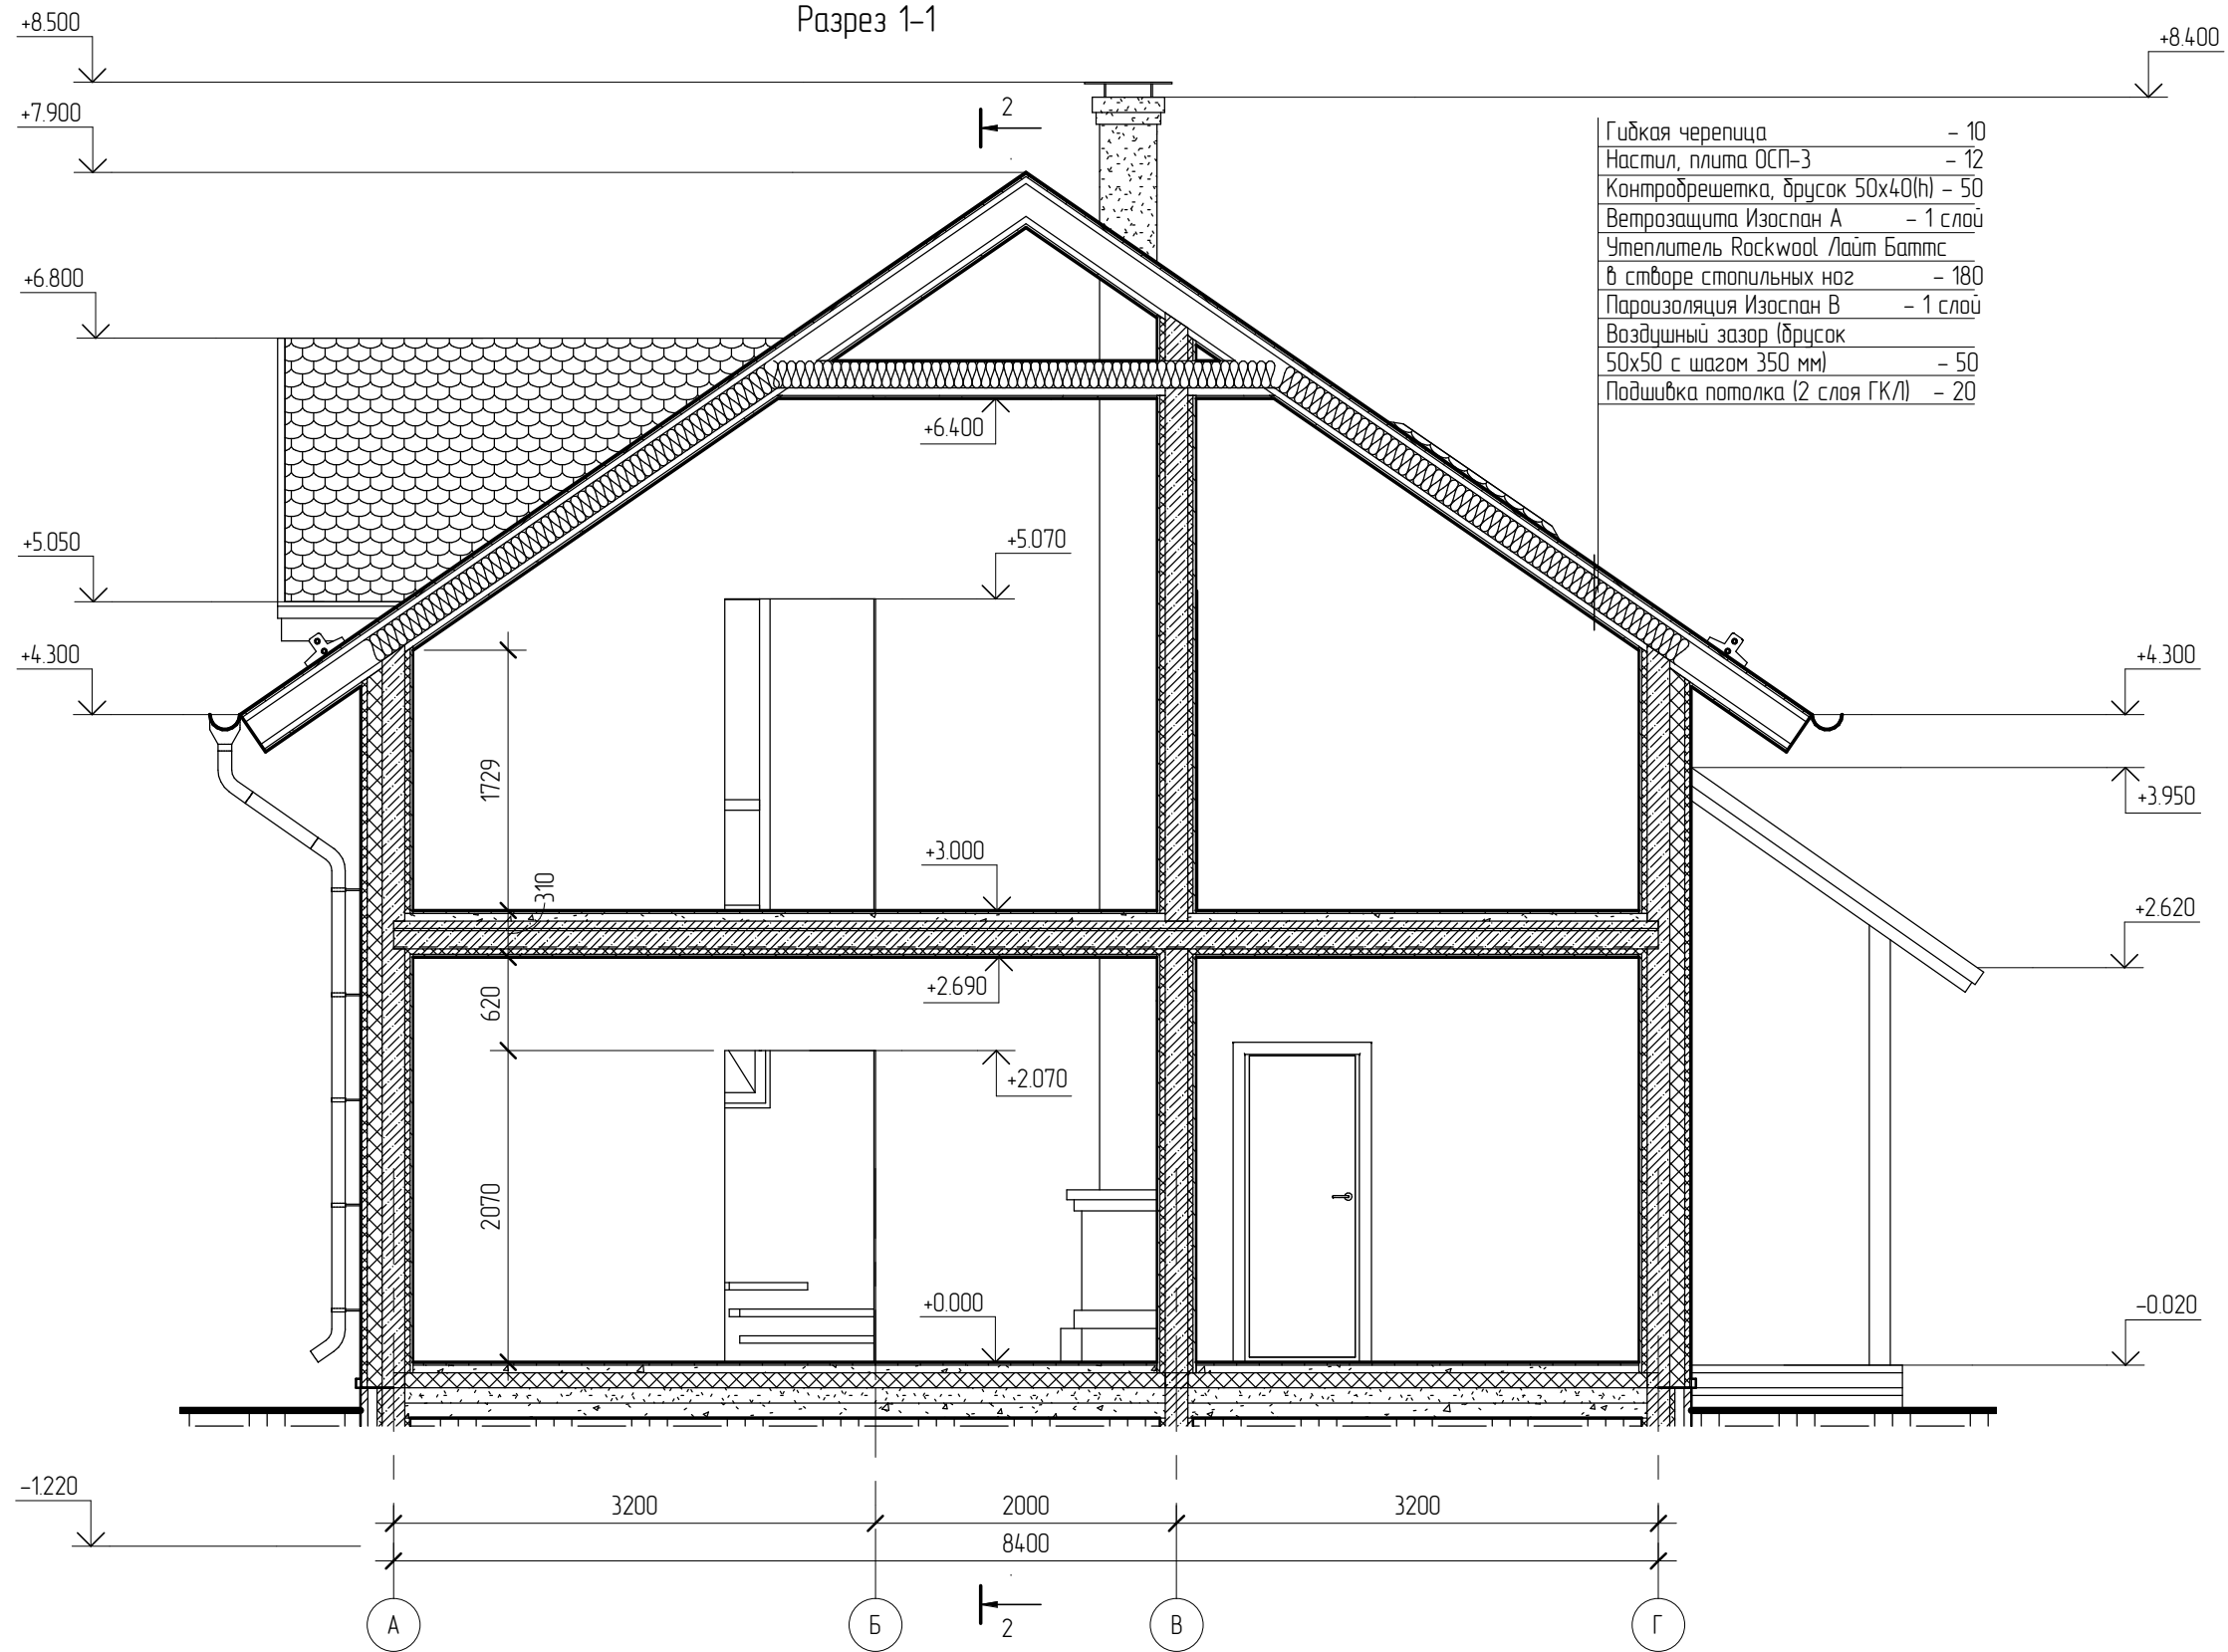 Разрез 1-1
+8.500
+8.400
+7.900
2
Гибкая черепица - 10
Настил, плита ОСП-3 - 12
Контробрешетка, брусок 50х40(h) - 50
Ветрозащита Изоспан А - 1 слой
Утеплитель Rockwool Лайт Баттс
в створе стопильных ног - 180
Пароизоляция Изоспан В - 1 слой
Воздушный зазор (брусок
50х50 с шагом 350 мм) - 50
Подшивка потолка (2 слоя ГКЛ) - 20
+6.800
+6.400
+5.050
+5.070
+4.300
+4.300
1729
+3.950
+3.000
310
+2.620
+2.690
620
+2.070
2070
+0.000
-0.020
-1.220
3200
2000
3200
8400
А
Б
2
В
Г